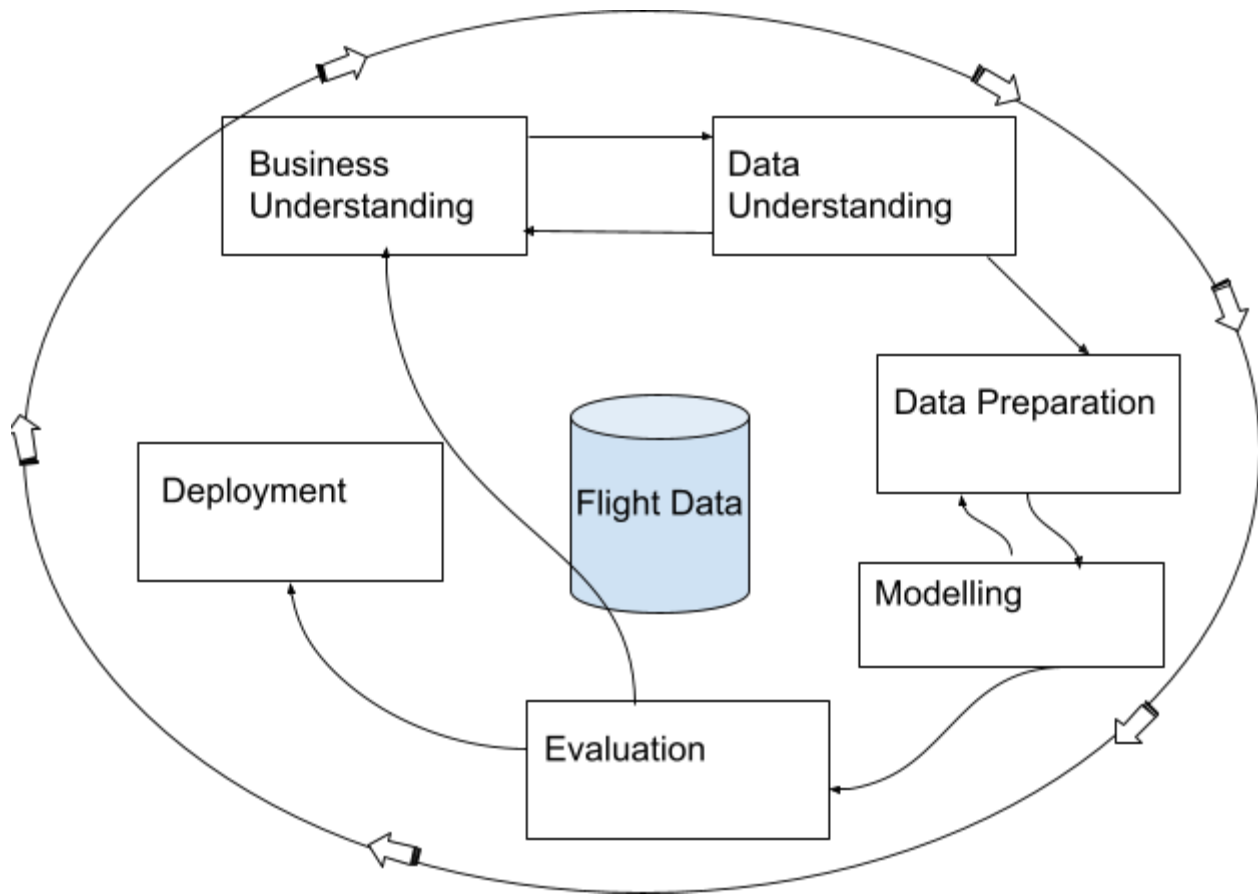 Business
Understanding
Data
Understanding
Data Preparation
Flight Data
Deployment
Modelling
Evaluation